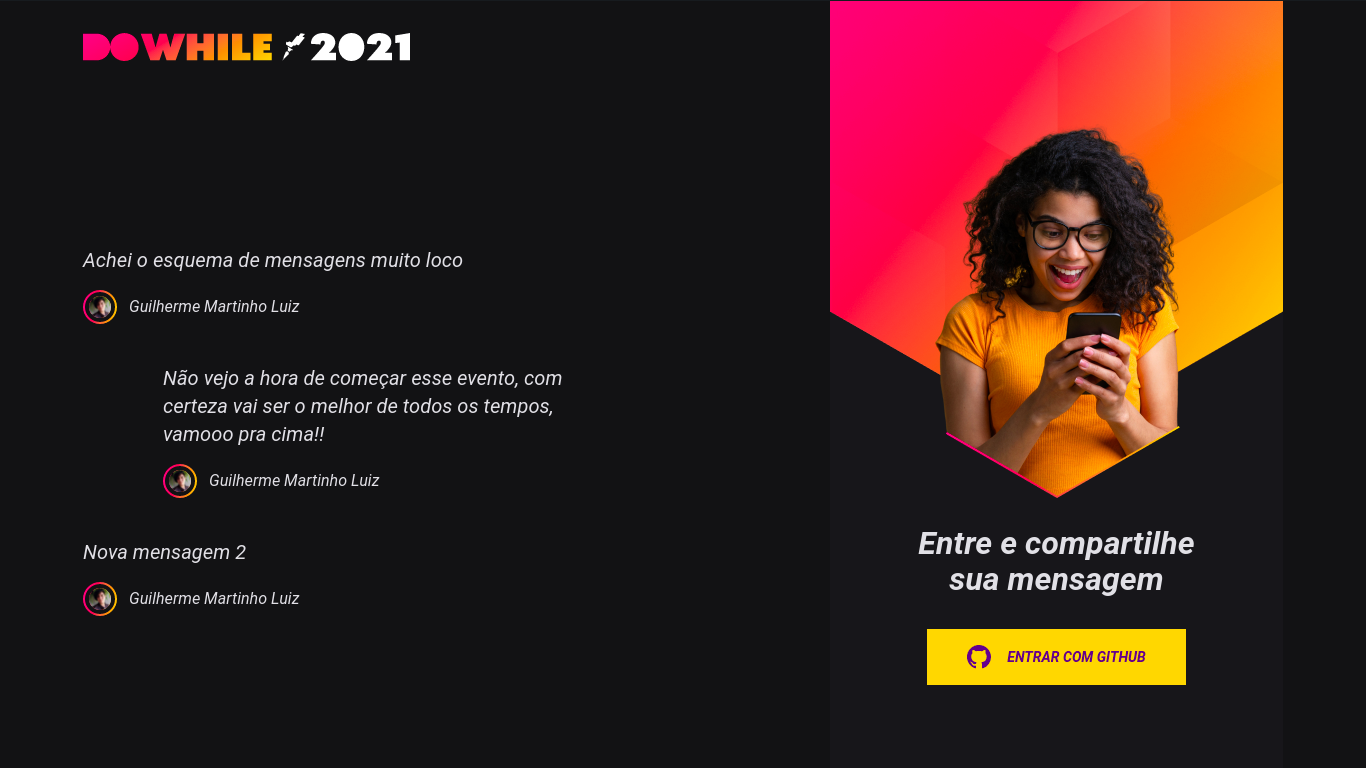 DOWHILE 2021
Achei o esquema de mensagens muito loco
Guilherme Martinho Luiz
Não vejo a hora de começar esse evento, com
certeza vai ser o melhor de todos os tempos,
vamooo pra cima!!
Guilherme Martinho Luiz
Nova mensagem 2
Guilherme Martinho Luiz
Entre e compartilhe
sua mensagem
ENTRAR COM GITHUB